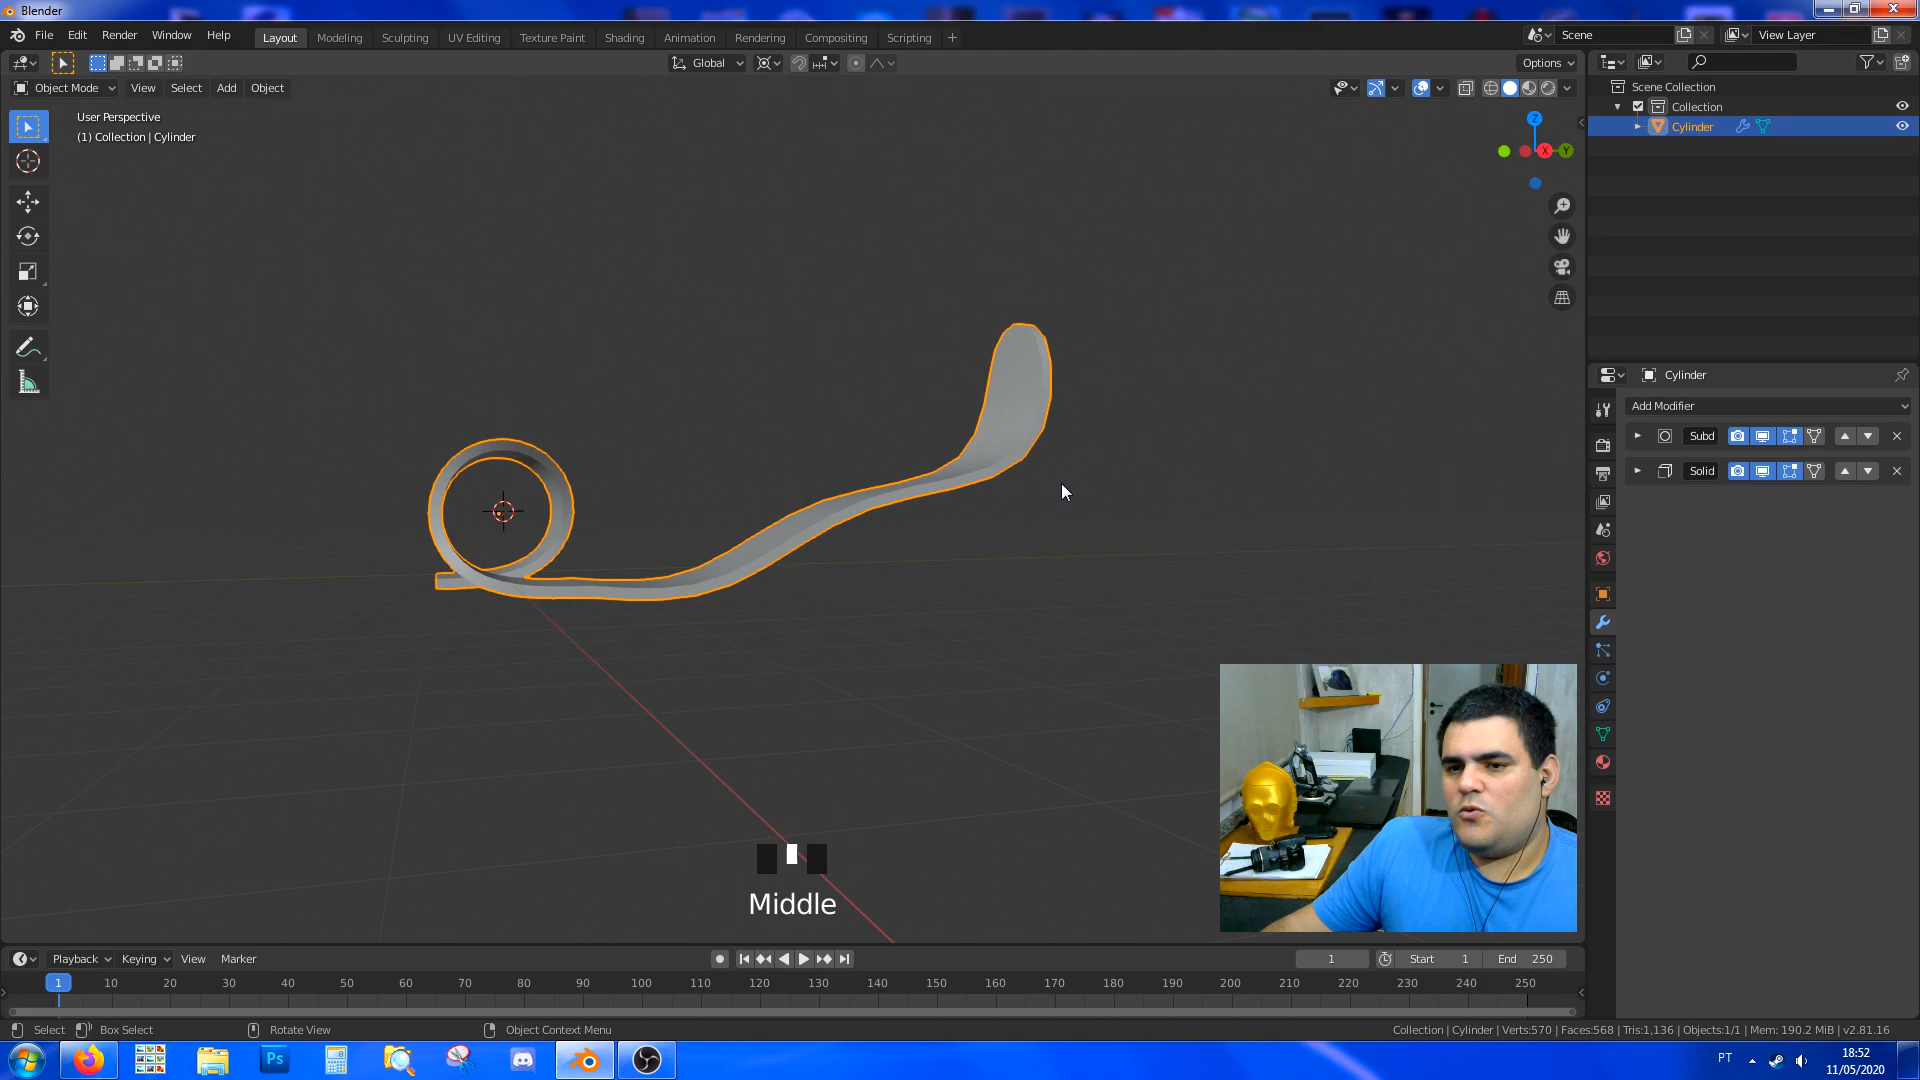 Blender
File Edit Render Window Help
Layout Modeling Sculpting UV Editing Texture Paint Shading Animation Rendering Compositing Scripting +
Scene
View Layer
Global
Options
Object Mode View Select Add Object
User Perspective
(1) Collection | Cylinder
Z
X
Y
Scene Collection
Collection
Cylinder
Cylinder
Add Modifier
Subd
Solid
Middle
Playback Keying View Marker
1
Start 1
End 250
1 10 20 30 40 50 60 70 80 90 100 110 120 130 140 150 160 170 180 190 200 210 220 230 240 250
Select Box Select Rotate View Object Context Menu
Collection | Cylinder | Verts:570 | Faces:568 | Tris:1,136 | Objects:1/1 | Mem: 190.2 MiB | v2.81.16
Ps
PT
18:52
11/05/2020